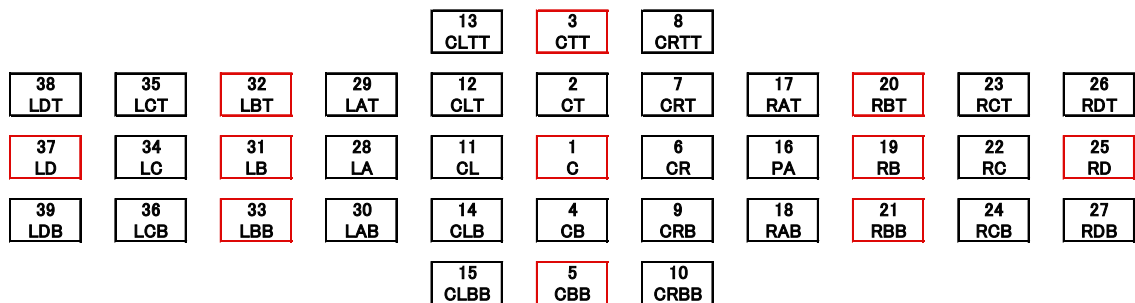 13 3 8
CLTT CTT CRTT
38 35 32 29 12 2 7 17 20 23 26
LDT LCT LBT LAT CLT CT CRT RAT RBT RCT RDT
37 34 31 28 11 1 6 16 19 22 25
LD LC LB LA CL C CR PA RB RC RD
39 36 33 30 14 4 9 18 21 24 27
LDB LCB LBB LAB CLB CB CRB RAB RBB RCB RDB
15 5 10
CLBB CBB CRBB